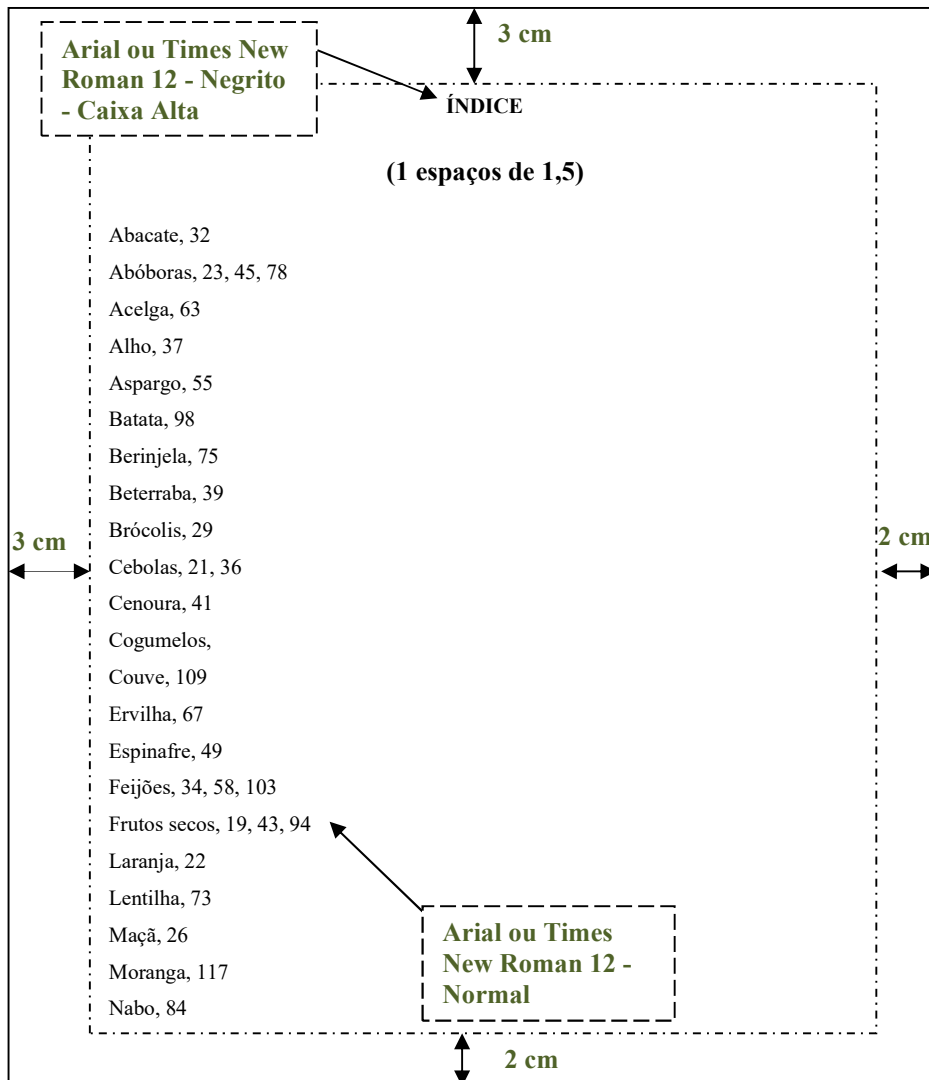 3 cm
Arial ou Times New
Roman 12 - Negrito
- Caixa Alta
ÍNDICE
(1 espaços de 1,5)
Abacate, 32
Abóboras, 23, 45, 78
Acelga, 63
Alho, 37
Aspargo, 55
Batata, 98
Berinjela, 75
Beterraba, 39
Brócolis, 29
3 cm
2 cm
Cebolas, 21, 36
Cenoura, 41
Cogumelos,
Couve, 109
Ervilha, 67
Espinafre, 49
Feijões, 34, 58, 103
Frutos secos, 19, 43, 94
Laranja, 22
Lentilha, 73
Maçã, 26
Moranga, 117
Nabo, 84
Arial ou Times
New Roman 12 -
Normal
2 cm